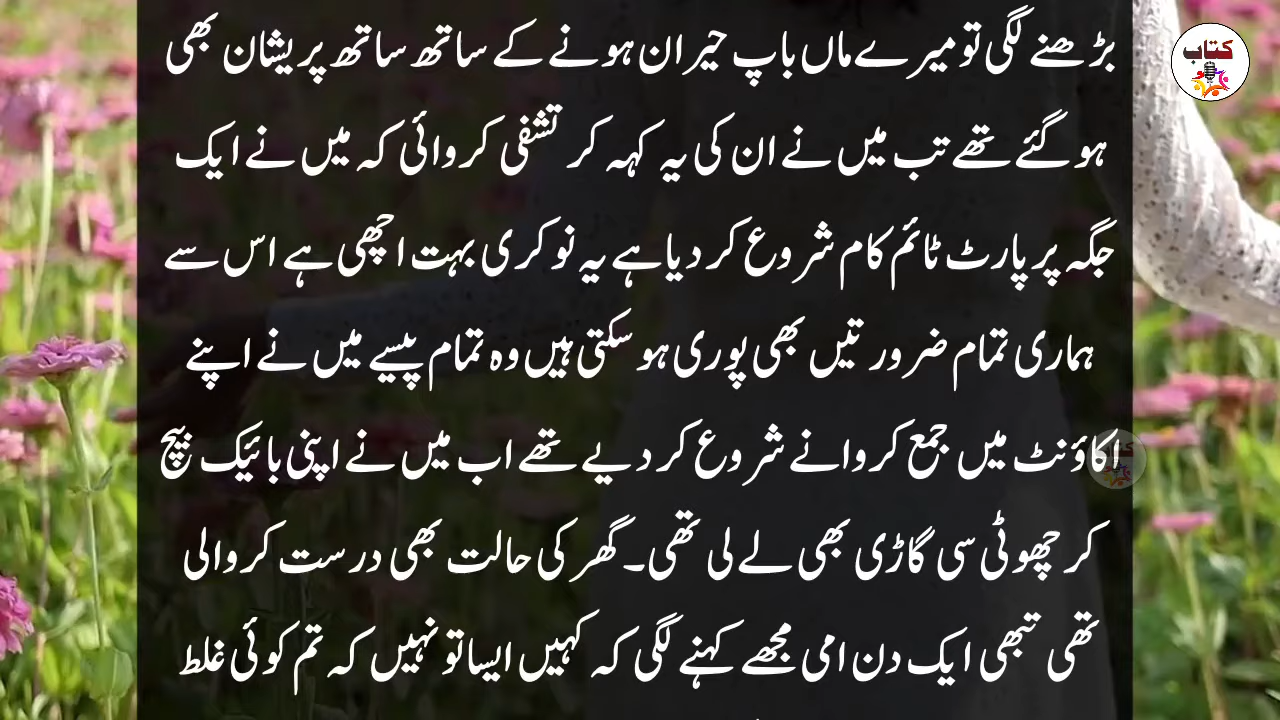 کتاب
بڑھنے لگی تو میرے ماں باپ حیران ہونے کے ساتھ ساتھ پریشان بھی
ہو گئے تھے تب میں نے ان کی یہ کہہ کر تشفی کروائی کہ میں نے ایک
جگہ پر پارٹ ٹائم کام شروع کر دیا ہے یہ نوکری بہت اچھی ہے اس سے
ہماری تمام ضرورتیں بھی پوری ہو سکتی ہیں وہ تمام پیسے میں نے اپنے
اکاؤنٹ میں جمع کروانے شروع کر دیے تھے اب میں نے اپنی بائیک بیچ
کر چھوٹی سی گاڑی بھی لے لی تھی۔ گھر کی حالت بھی درست کروالی
تھی تبھی ایک دن امی مجھے کہنے لگی کہ کہیں ایسا تو نہیں کہ تم کوئی غلط